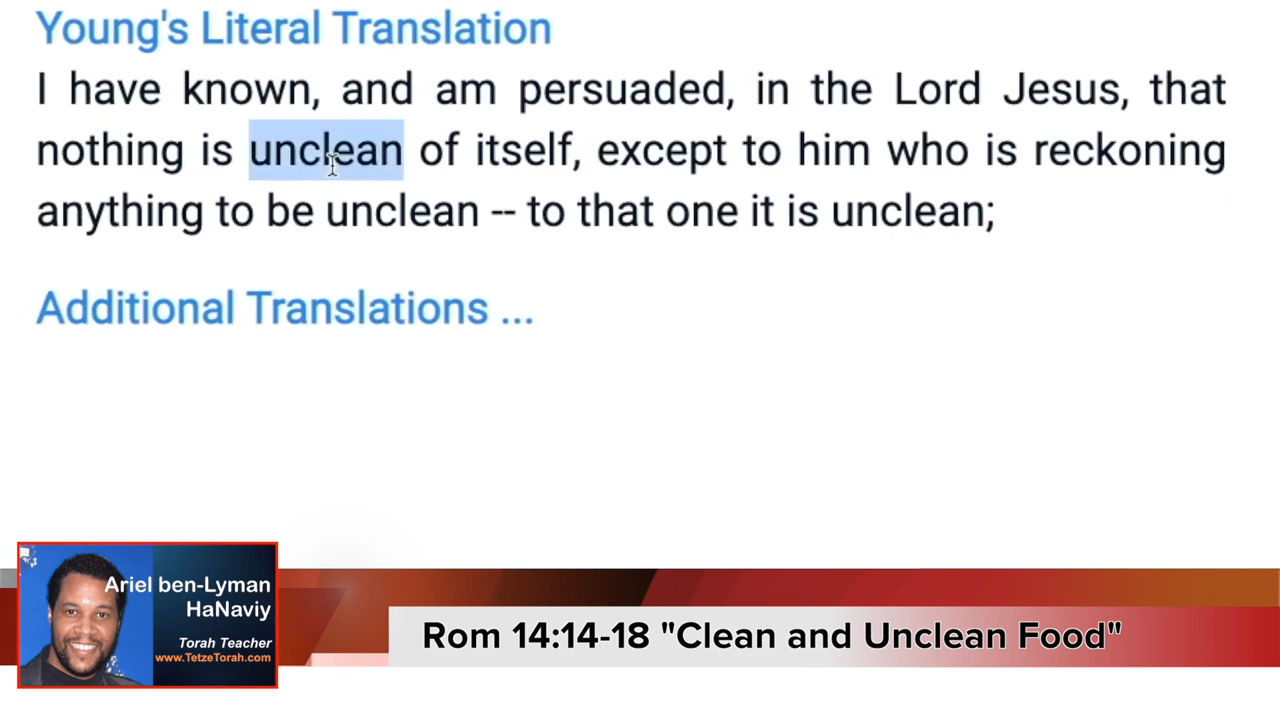 Young's Literal Translation
I have known, and am persuaded, in the Lord Jesus, that
nothing is unclean of itself, except to him who is reckoning
anything to be unclean -- to that one it is unclean;
Additional Translations ...
Ariel ben-Lyman
HaNaviy
Torah Teacher
www.TetzeTorah.com
Rom 14:14-18 "Clean and Unclean Food"